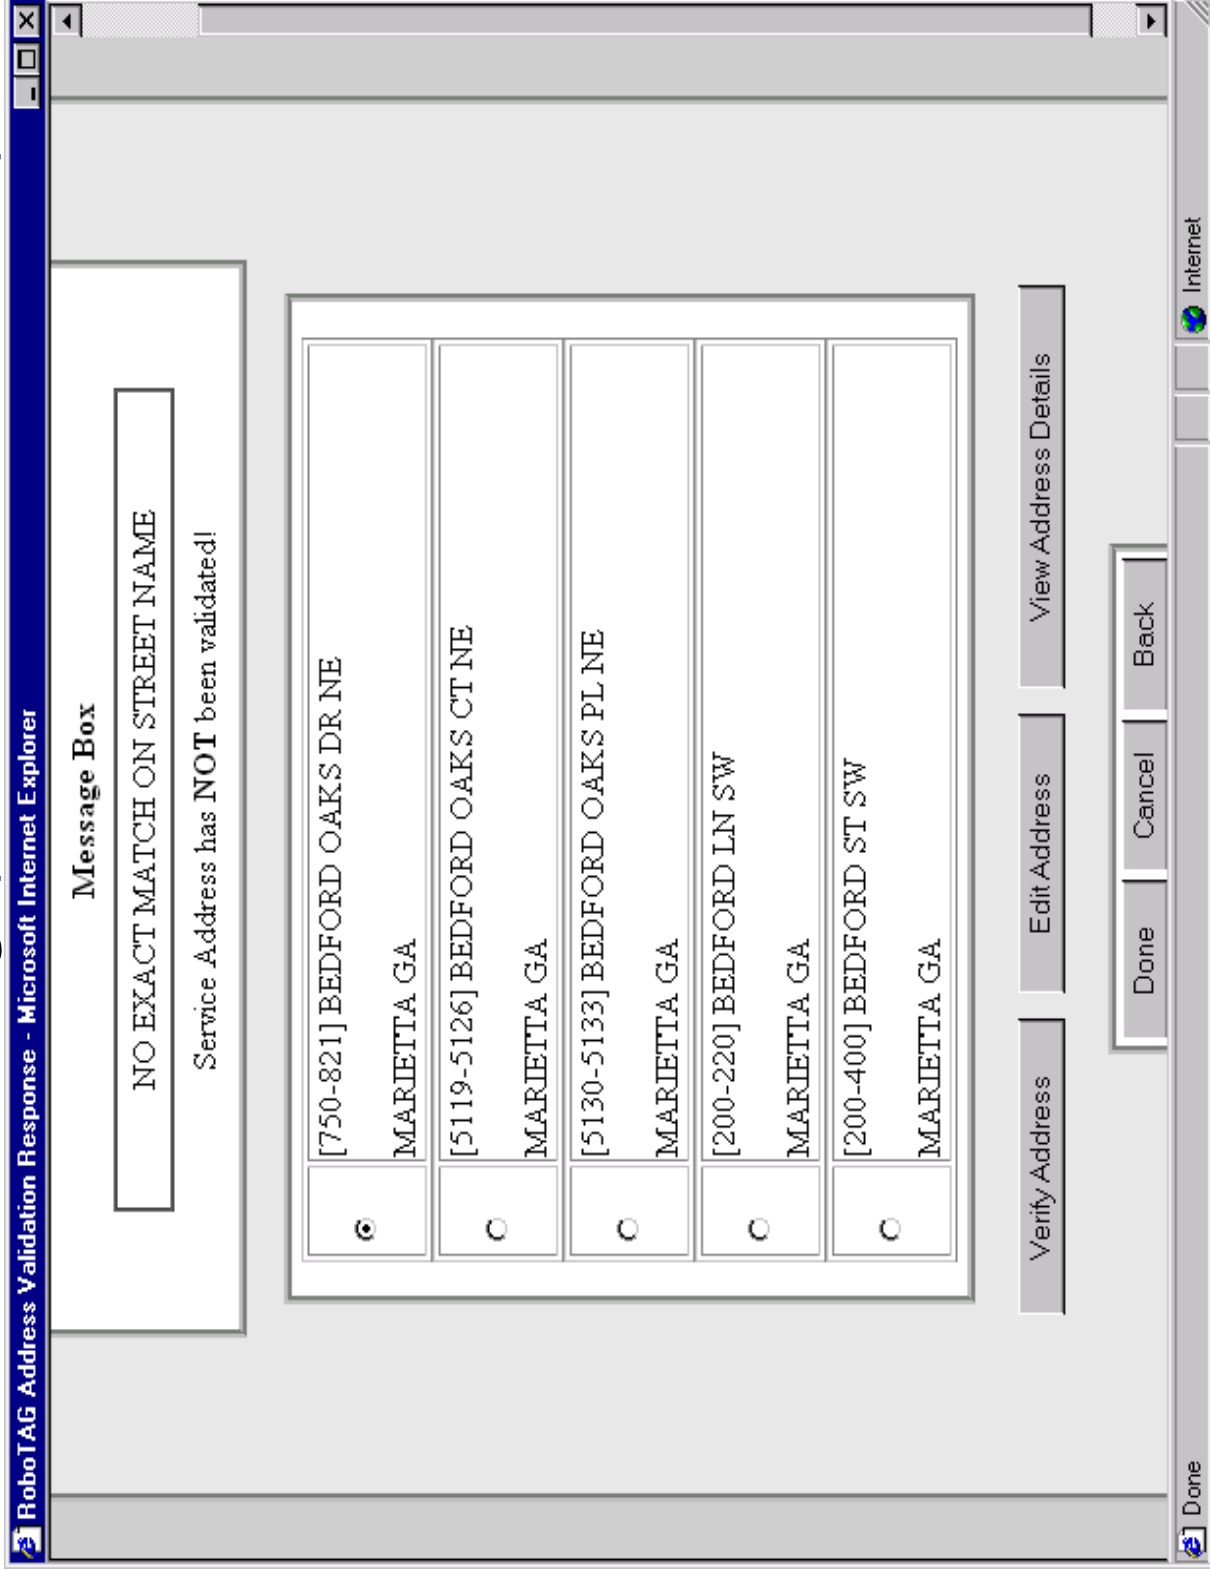 RoboTAG Address Validation Response - Microsoft Internet Explorer
Message Box
NO EXACT MATCH ON STREET NAME
Service Address has NOT been validated!
[750-821] BEDFORD OAKS DR NE
MARIETTA GA
[5119-5126] BEDFORD OAKS CT NE
MARIETTA GA
[5130-5133] BEDFORD OAKS PL NE
MARIETTA GA
[200-220] BEDFORD LN SW
MARIETTA GA
[200-400] BEDFORD ST SW
MARIETTA GA
Verify Address Edit Address View Address Details
Done Cancel Back
Done Internet